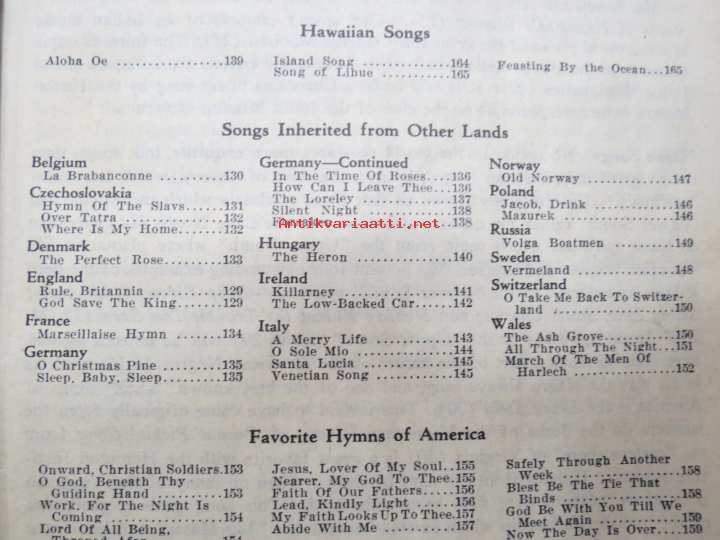 Hawaiian Songs
Aloha Oe ..............139
Island Song ..............164
Song of Lihue ...........165
Feasting By the Ocean...165
Songs Inherited from Other Lands
Belgium
La Brabanconne ..........130
Czechoslovakia
Hymn Of The Slavs.......131
Over Tatra ..............132
Where Is My Home........132
Denmark
The Perfect Rose.........133
England
Rule, Britannia ..........129
God Save The King.......129
France
Marseillaise Hymn .......134
Germany
O Christmas Pine ........135
Sleep, Baby, Sleep........135
Germany—Continued
In The Time Of Roses....136
How Can I Leave Thee...136
The Loreley .............137
Silent Night .............138
138
Hungary
The Heron ..............140
Ireland
Killarney ...............141
The Low-Backed Car.....142
Italy
A Merry Life ............143
O Sole Mio ..............144
Santa Lucia .............145
Venetian Song ...........145
Norway
Old Norway .............147
Poland
Jacob, Drink ............146
Mazurek ................146
Russia
Volga Boatmen ..........149
Sweden
Vermeland ..............148
Switzerland
O Take Me Back To Switzer-
land ..................150
Wales
The Ash Grove...........150
All Through The Night...151
March Of The Men Of
Harlech ...............152
Antikvariaatti.net
Favorite Hymns of America
Onward, Christian Soldiers.153
O God, Beneath Thy
Guiding Hand ..........153
Work, For The Night Is
Coming ................154
Lord Of All Being,
Jesus, Lover Of My Soul..155
Nearer, My God To Thee.155
Faith Of Our Fathers.....156
Lead, Kindly Light ......156
My Faith Looks Up To Thee.157
Abide With Me ..........157
Safely Through Another
Week ..................158
Blest Be The Tie That
Binds .................158
God Be With You Till We
Meet Again ............159
Now The Day Is Over....159